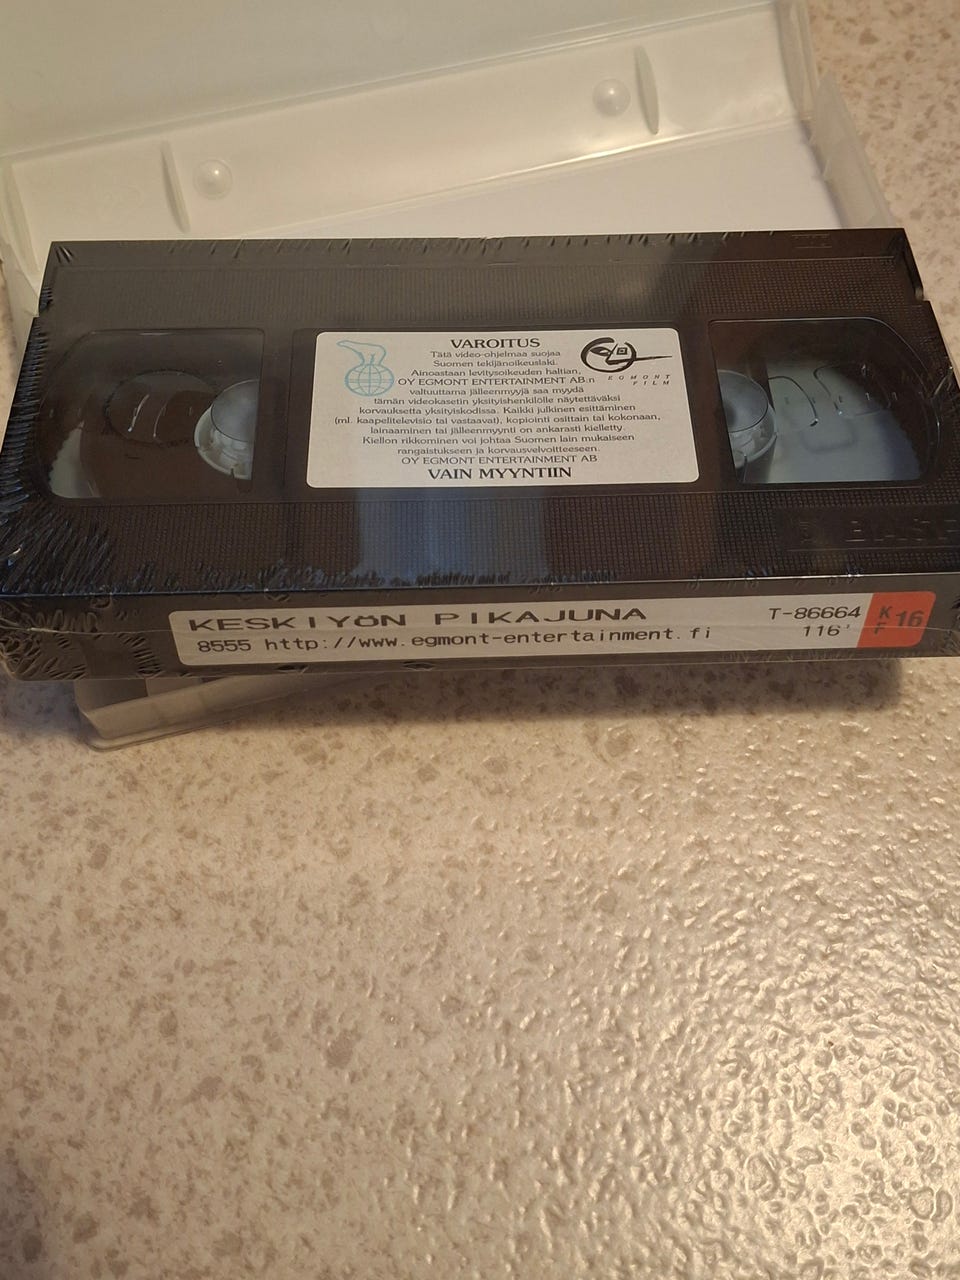 VAROITUS
Tätä video-ohjelmaa suojaa
Suomen tekijänoikeuslaki.
Ainoastaan levitysoikeuden haltian,
OY EGMONT ENTERTAINMENT AB:n
valtuuttama jälleenmyyjä saa myydä
tämän videokasetin yksityishenkilölle näytettäväksi
korvauksetta yksityiskodissa. Kaikki julkinen esittäminen
(ml. kaapelitelevisio tai vastaavat), kopiointi osittain tai kokonaan,
lainaaminen tai jälleenmyynti on ankarasti kielletty.
Kiellon rikkominen voi johtaa Suomen lain mukaiseen
rangaistukseen ja korvausvelvoitteeseen.
OY EGMONT ENTERTAINMENT AB
VAIN MYYNTIIN
EGMONT
FILM
BASF
KESKIYÖN PIKAJUNA
8555 http://www.egmont-entertainment.fi
T-86664
116'
K 16
F